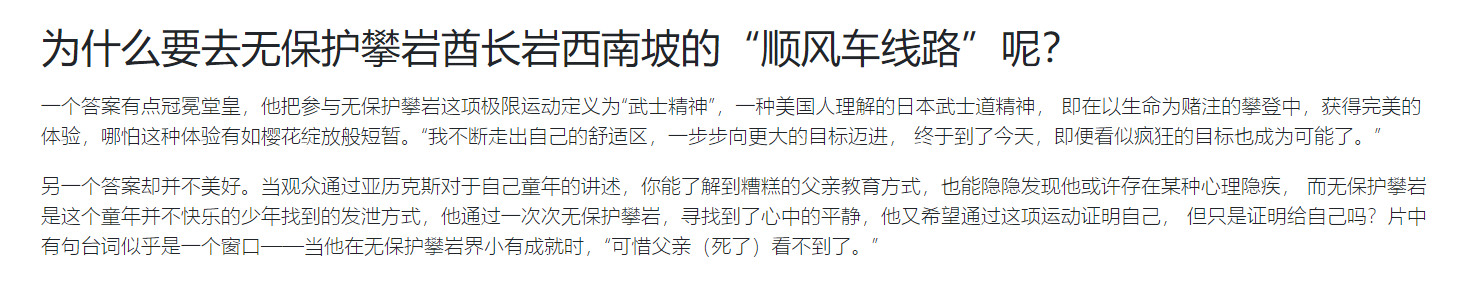 为什么要去无保护攀岩酋长岩西南坡的“顺风车线路”呢？
一个答案有点冠冕堂皇，他把参与无保护攀岩这项极限运动定义为“武士精神”，一种美国人理解的日本武士道精神， 即在以生命为赌注的攀登中，获得完美的
体验，哪怕这种体验有如樱花绽放般短暂。“我不断走出自己的舒适区，一步步向更大的目标迈进， 终于到了今天，即便看似疯狂的目标也成为可能了。”
另一个答案却并不美好。当观众通过亚历克斯对于自己童年的讲述，你能了解到糟糕的父亲教育方式，也能隐隐发现他或许存在某种心理隐疾， 而无保护攀岩
是这个童年并不快乐的少年找到的发泄方式，他通过一次次无保护攀岩，寻找到了心中的平静，他又希望通过这项运动证明自己， 但只是证明给自己吗？片中
有句台词似乎是一个窗口——当他在无保护攀岩界小有成就时，“可惜父亲（死了）看不到了。”